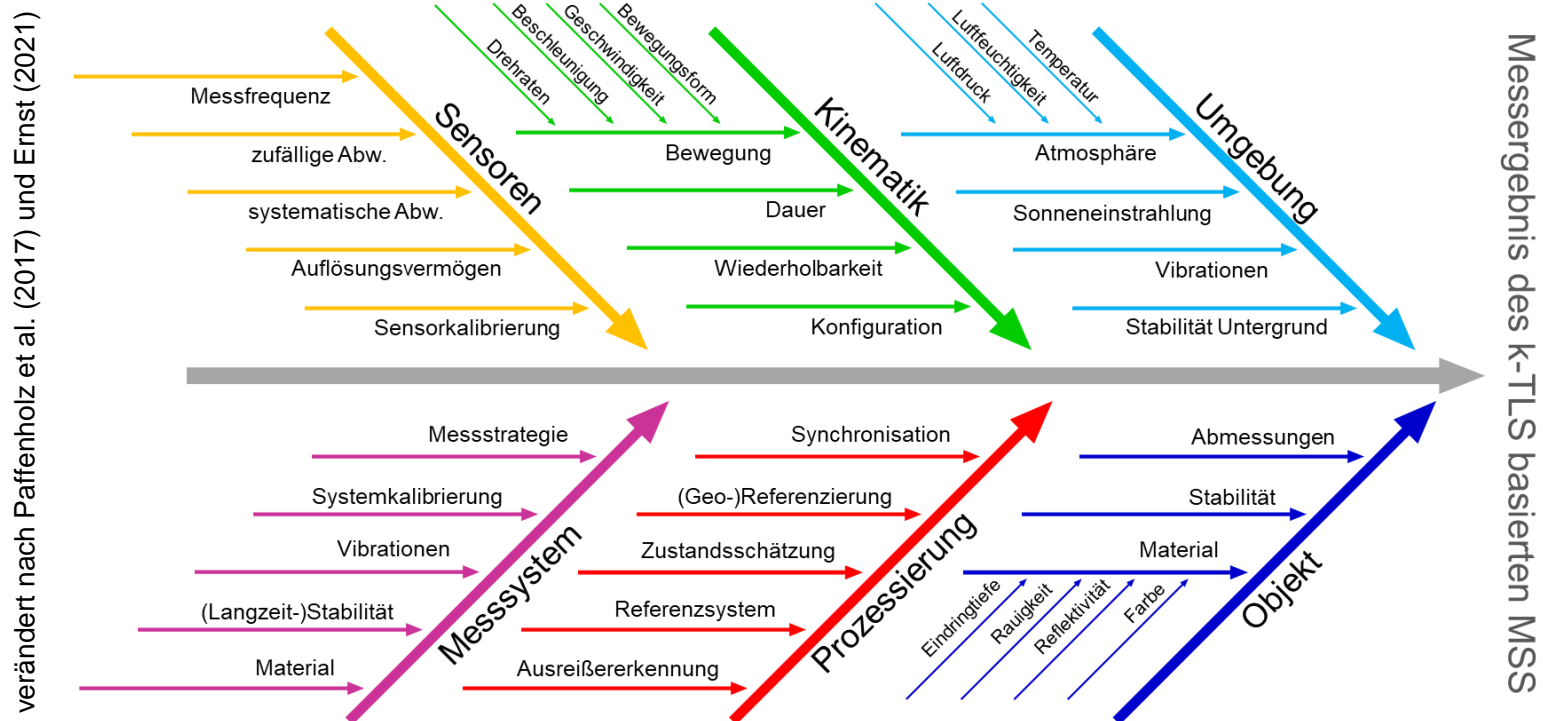 verändert nach Paffenholz et al. (2017) und Ernst (2021)
Sensoren
Messfrequenz
zufällige Abw.
systematische Abw.
Auflösungsvermögen
Sensorkalibrierung
Kinematik
Drehraten
Beschleunigung
Geschwindigkeit
Bewegungsform
Bewegung
Dauer
Wiederholbarkeit
Konfiguration
Umgebung
Luftdruck
Luftfeuchtigkeit
Temperatur
Atmosphäre
Sonneneinstrahlung
Vibrationen
Stabilität Untergrund
Messsystem
Messstrategie
Systemkalibrierung
Vibrationen
(Langzeit-)Stabilität
Material
Prozessierung
Synchronisation
(Geo-)Referenzierung
Zustandsschätzung
Referenzsystem
Ausreißererkennung
Objekt
Abmessungen
Stabilität
Material
Eindringtiefe
Rauigkeit
Reflektivität
Farbe
Messergebnis des k-TLS basierten MSS